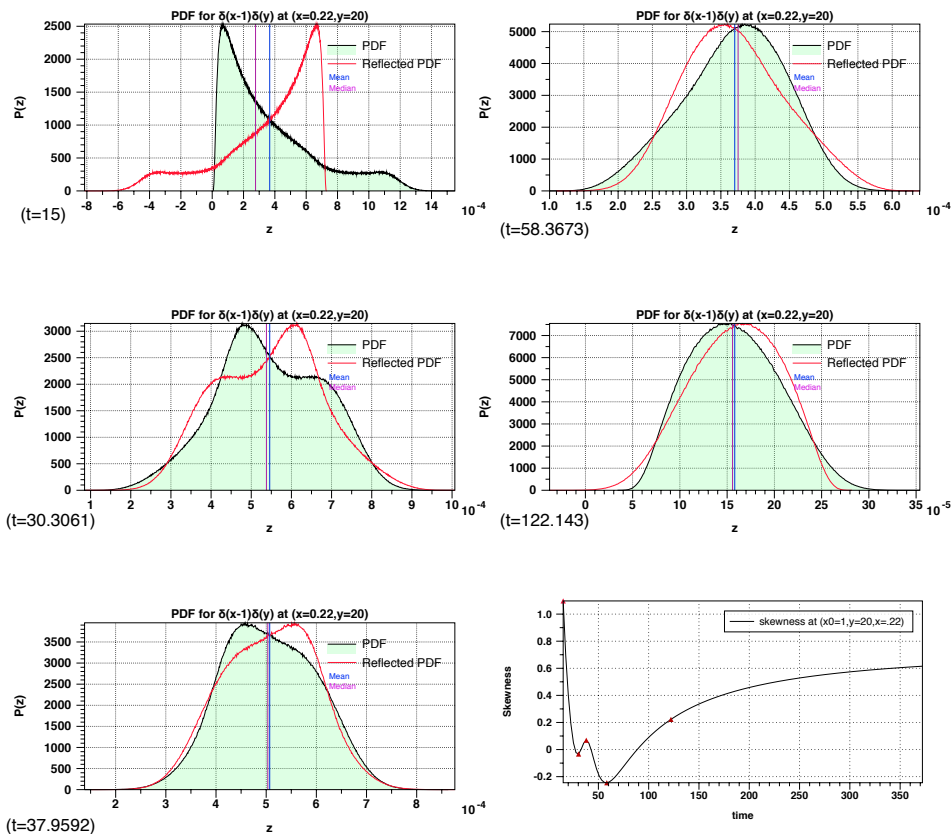 PDF for δ(x-1)δ(y) at (x=0.22,y=20)
2500
2000
1500
1000
500
0
P(z)
PDF
Reflected PDF
Mean
Median
-8 -6 -4 -2 0 2 4 6 8 10 12 14
10⁻⁴
z
(t=15)
PDF for δ(x-1)δ(y) at (x=0.22,y=20)
5000
4000
3000
2000
1000
0
P(z)
PDF
Reflected PDF
Mean
Median
1.0 1.5 2.0 2.5 3.0 3.5 4.0 4.5 5.0 5.5 6.0
10⁻⁴
z
(t=58.3673)
PDF for δ(x-1)δ(y) at (x=0.22,y=20)
3000
2500
2000
1500
1000
500
0
P(z)
PDF
Reflected PDF
Mean
Median
1 2 3 4 5 6 7 8 9 10
10⁻⁴
z
(t=30.3061)
PDF for δ(x-1)δ(y) at (x=0.22,y=20)
7000
6000
5000
4000
3000
2000
1000
0
P(z)
PDF
Reflected PDF
Mean
Median
0 5 10 15 20 25 30 35
10⁻⁵
z
(t=122.143)
PDF for δ(x-1)δ(y) at (x=0.22,y=20)
3500
3000
2500
2000
1500
1000
500
0
P(z)
PDF
Reflected PDF
Mean
Median
2 3 4 5 6 7 8
10⁻⁴
z
(t=37.9592)
1.0
0.8
0.6
0.4
0.2
0
-0.2
Skewness
skewness at (x0=1,y=20,x=.22)
50 100 150 200 250 300 350
time